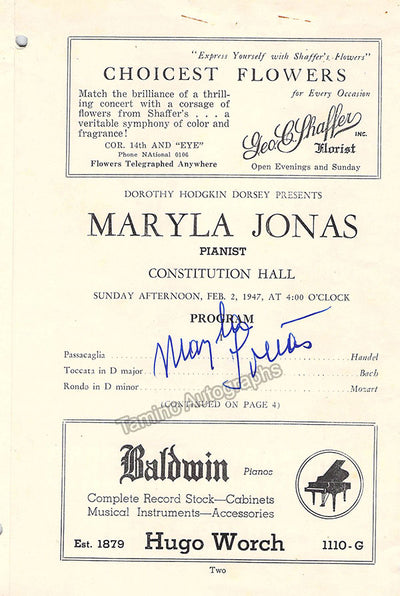 "Express Yourself with Shaffer's Flowers"
CHOICEST FLOWERS
for Every Occasion
Match the brilliance of a thrill-
ing concert with a corsage of
flowers from Shaffer's . . . a
veritable symphony of color and
fragrance!
COR. 14th AND "EYE"
Phone NAtional 0106
Flowers Telegraphed Anywhere
Geo. C. Shaffer INC.
Florist
Open Evenings and Sunday
DOROTHY HODGKIN DORSEY PRESENTS
MARYLA JONAS
PIANIST
CONSTITUTION HALL
SUNDAY AFTERNOON, FEB. 2, 1947, AT 4:00 O'CLOCK
PROGRAM
Maryla Jonás
Passacaglia Handel
Toccata in D major Bach
Rondo in D minor Mozart
Tamino Autographs
(CONTINUED ON PAGE 4)
Baldwin Pianos
Complete Record Stock—Cabinets
Musical Instruments—Accessories
Est. 1879 Hugo Worch 1110-G
Two